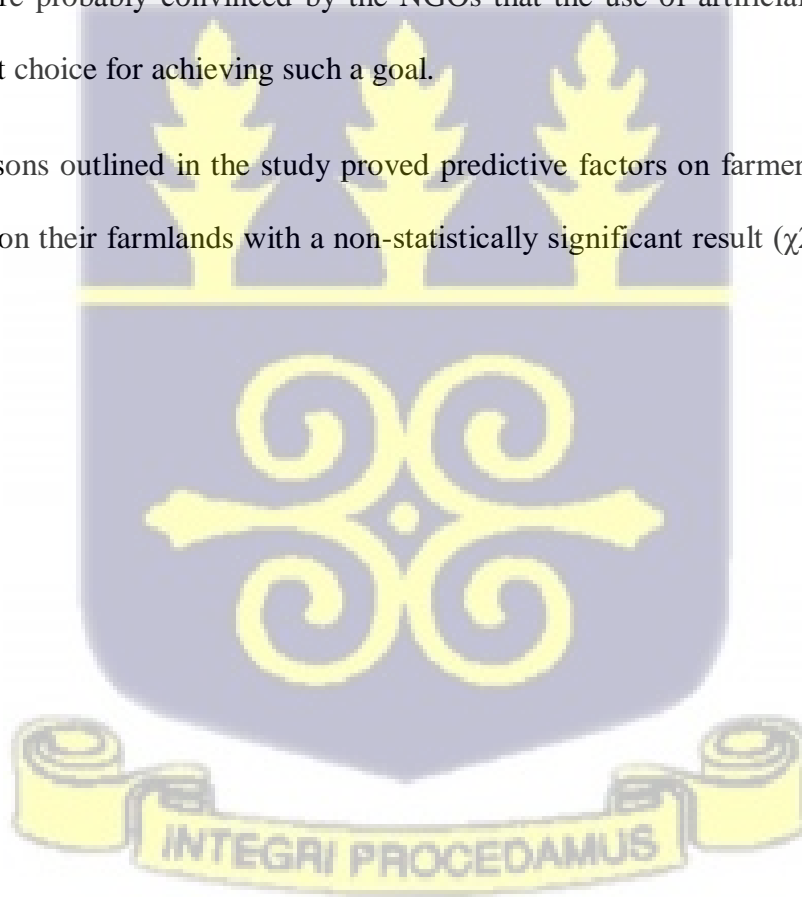 re probably convinced by the NGOs that the use of artificial
t choice for achieving such a goal.
sons outlined in the study proved predictive factors on farmer
on their farmlands with a non-statistically significant result (χ2
INTEGRI PROCEDAMUS